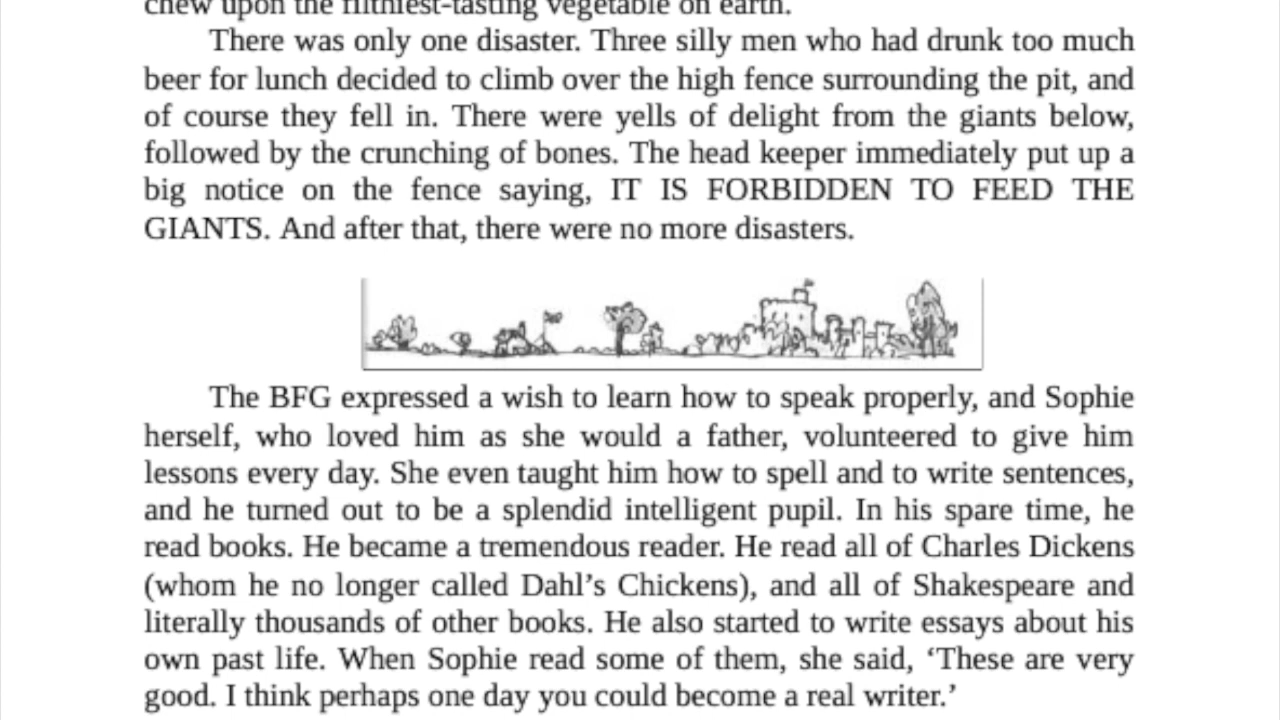 chew upon the filthiest-tasting vegetable on earth.
There was only one disaster. Three silly men who had drunk too much
beer for lunch decided to climb over the high fence surrounding the pit, and
of course they fell in. There were yells of delight from the giants below,
followed by the crunching of bones. The head keeper immediately put up a
big notice on the fence saying, IT IS FORBIDDEN TO FEED THE
GIANTS. And after that, there were no more disasters.
The BFG expressed a wish to learn how to speak properly, and Sophie
herself, who loved him as she would a father, volunteered to give him
lessons every day. She even taught him how to spell and to write sentences,
and he turned out to be a splendid intelligent pupil. In his spare time, he
read books. He became a tremendous reader. He read all of Charles Dickens
(whom he no longer called Dahl’s Chickens), and all of Shakespeare and
literally thousands of other books. He also started to write essays about his
own past life. When Sophie read some of them, she said, ‘These are very
good. I think perhaps one day you could become a real writer.’